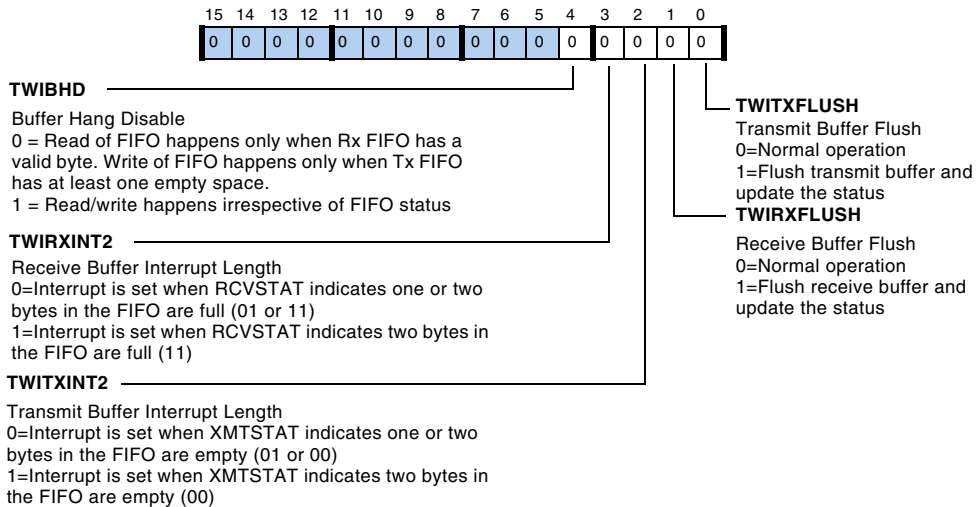 15 14 13 12 11 10 9 8 7 6 5 4 3 2 1 0
0 0 0 0 0 0 0 0 0 0 0 0 0 0 0 0
TWIBHD
Buffer Hang Disable
0 = Read of FIFO happens only when Rx FIFO has a
valid byte. Write of FIFO happens only when Tx FIFO
has at least one empty space.
1 = Read/write happens irrespective of FIFO status
TWIRXINT2
Receive Buffer Interrupt Length
0=Interrupt is set when RCVSTAT indicates one or two
bytes in the FIFO are full (01 or 11)
1=Interrupt is set when RCVSTAT indicates two bytes in
the FIFO are full (11)
TWITXINT2
Transmit Buffer Interrupt Length
0=Interrupt is set when XMTSTAT indicates one or two
bytes in the FIFO are empty (01 or 00)
1=Interrupt is set when XMTSTAT indicates two bytes in
the FIFO are empty (00)
TWITXFLUSH
Transmit Buffer Flush
0=Normal operation
1=Flush transmit buffer and
update the status
TWIRXFLUSH
Receive Buffer Flush
0=Normal operation
1=Flush receive buffer and
update the status